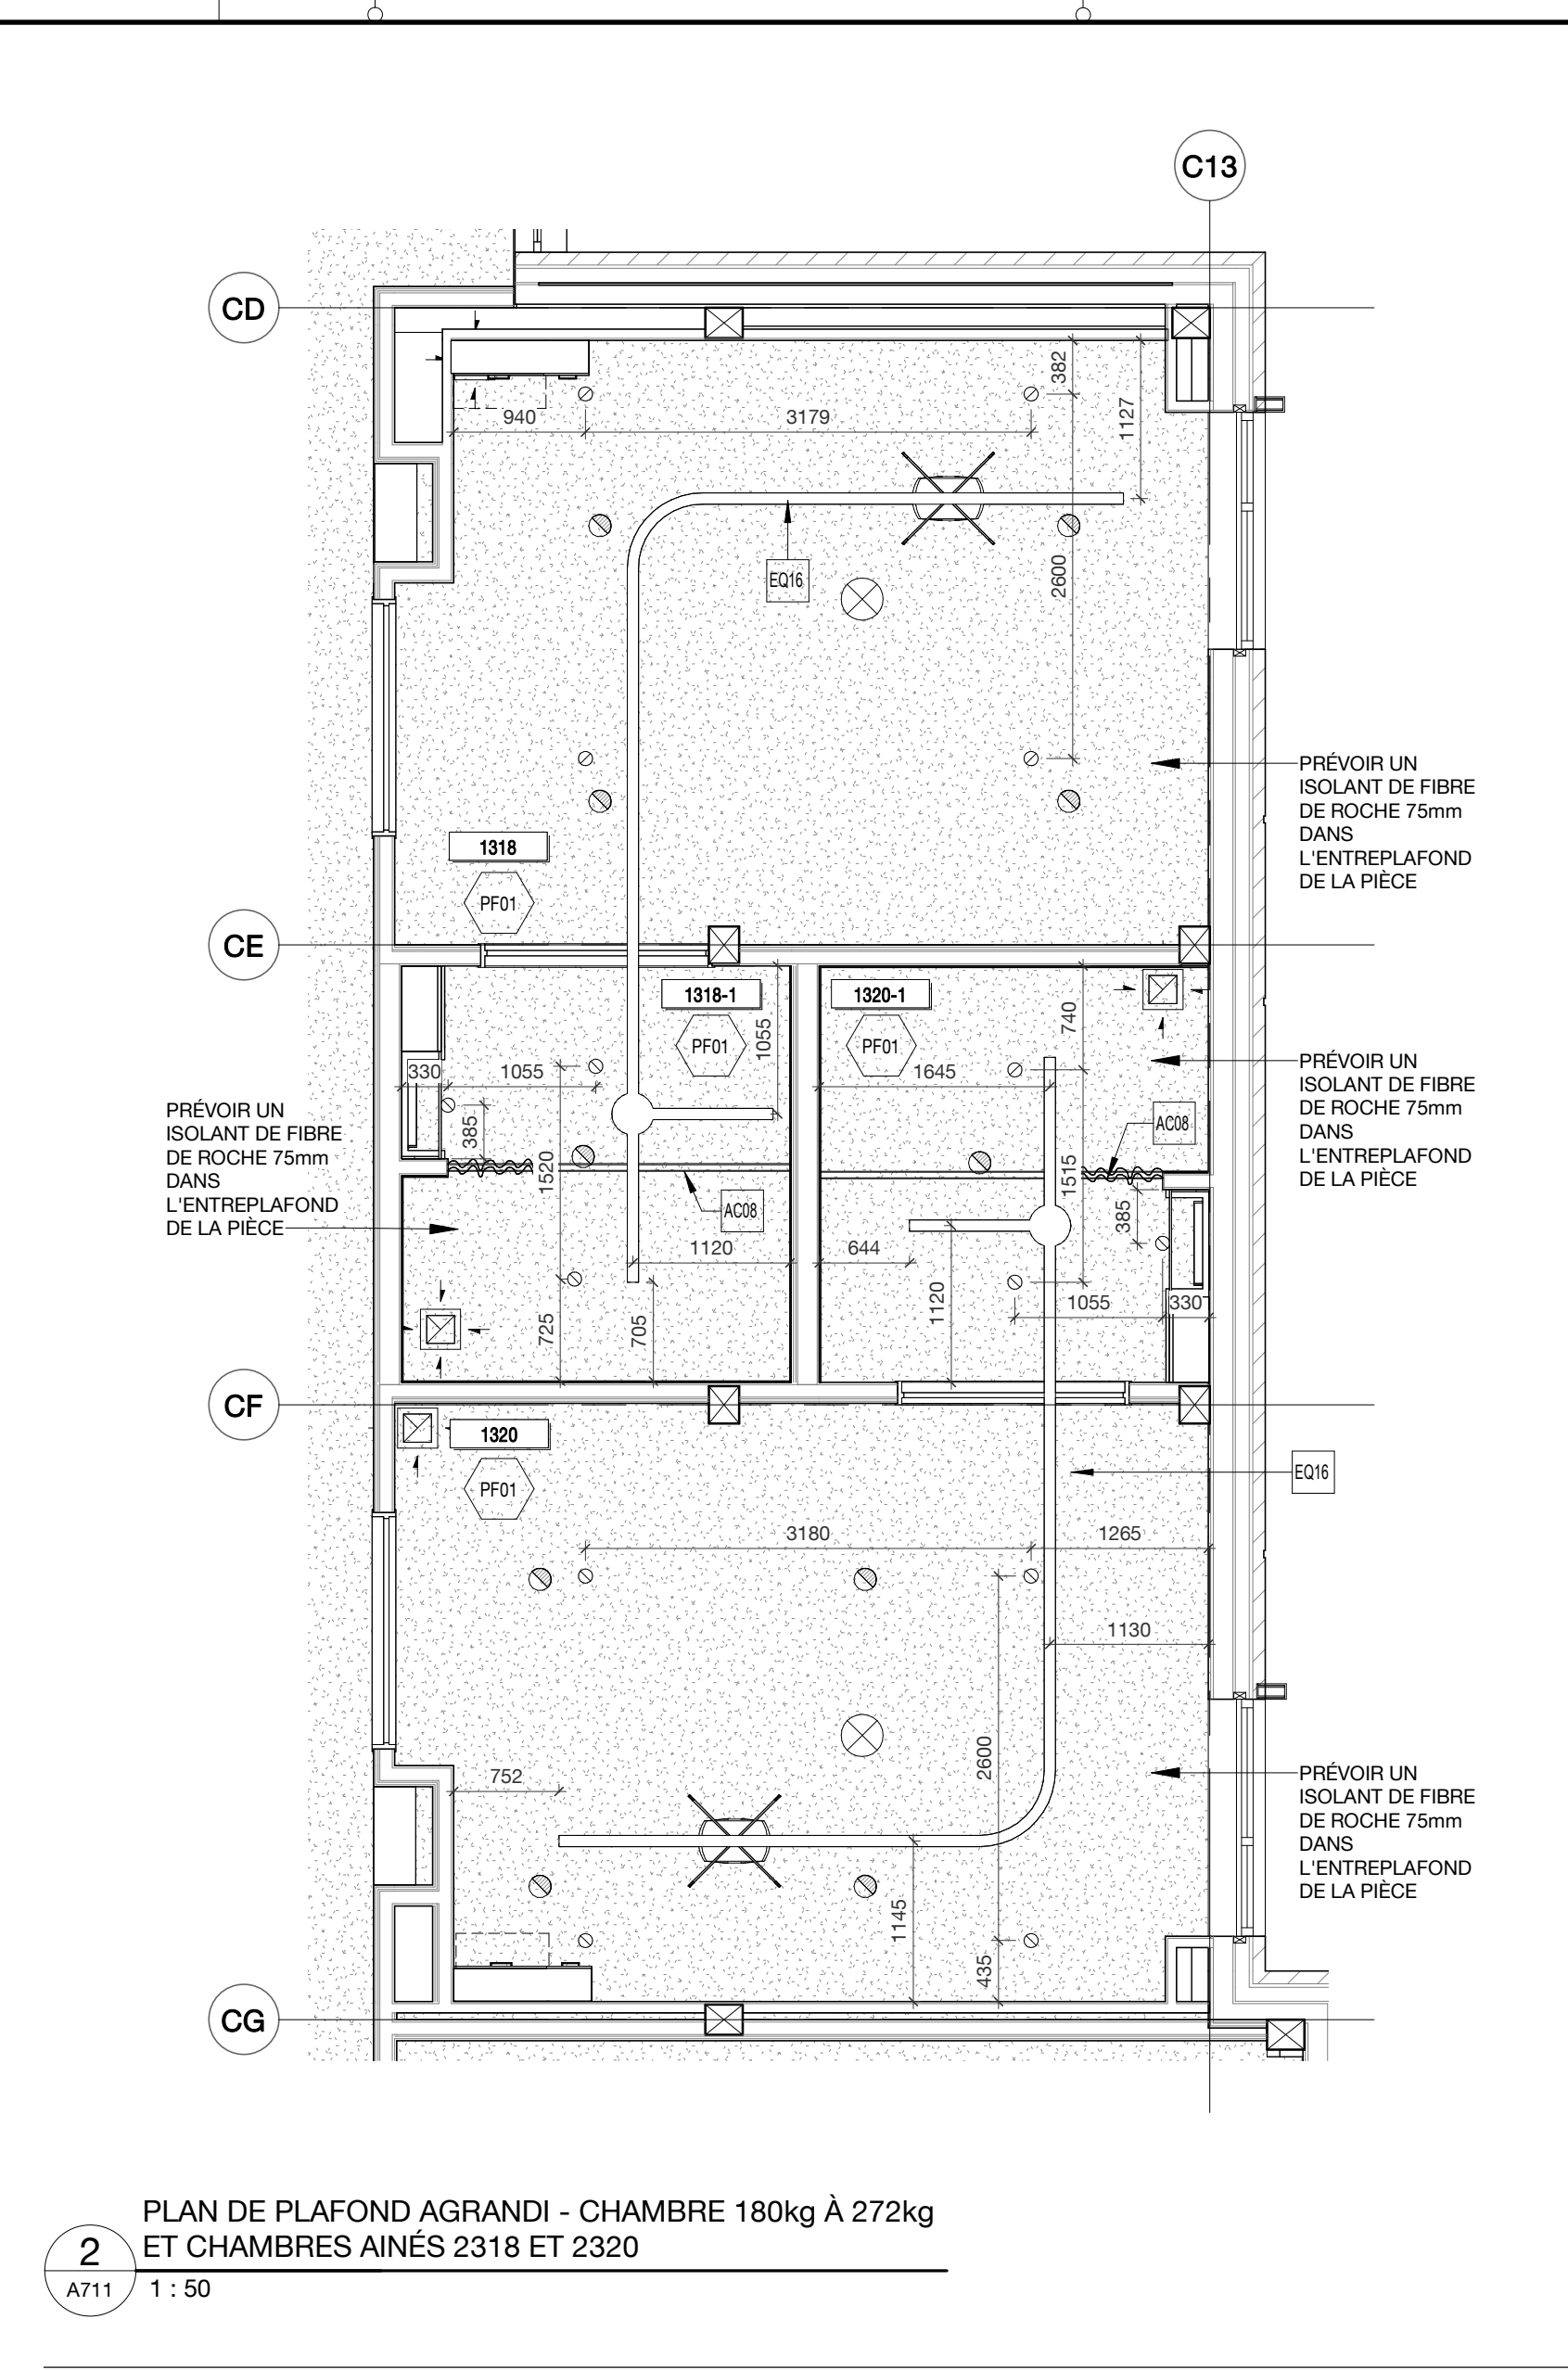 C13
CD
382
1127
940
3179
EQ16
2600
PRÉVOIR UN
ISOLANT DE FIBRE
DE ROCHE 75mm
DANS
L'ENTREPLAFOND
DE LA PIÈCE
1318
PF01
CE
1318-1
1320-1
PF01
PF01
1055
740
330
1055
1645
PRÉVOIR UN
ISOLANT DE FIBRE
DE ROCHE 75mm
DANS
L'ENTREPLAFOND
DE LA PIÈCE
PRÉVOIR UN
ISOLANT DE FIBRE
DE ROCHE 75mm
DANS
L'ENTREPLAFOND
DE LA PIÈCE
385
1520
AC08
1515
AC08
385
1120
644
1120
1055
330
725
705
CF
1320
PF01
EQ16
3180
1265
1130
2600
752
PRÉVOIR UN
ISOLANT DE FIBRE
DE ROCHE 75mm
DANS
L'ENTREPLAFOND
DE LA PIÈCE
1145
435
CG
PLAN DE PLAFOND AGRANDI - CHAMBRE 180kg À 272kg
ET CHAMBRES AINÉS 2318 ET 2320
2
A711
1 : 50